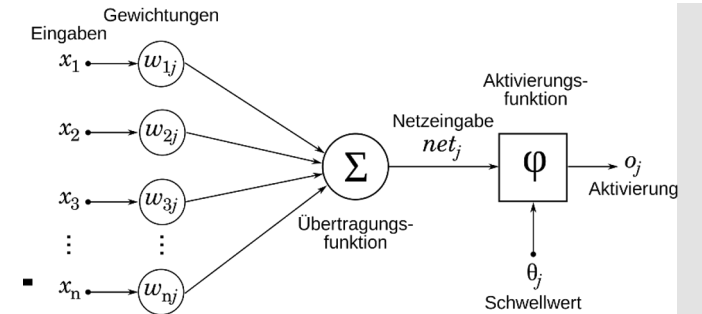 Gewichtungen
Eingaben
x₁ w₁ⱼ
x₂ w₂ⱼ
x₃ w₃ⱼ
⋮ ⋮
xₙ wₙⱼ
Σ
Übertragungs-
funktion
Netzeingabe
netⱼ
Aktivierungs-
funktion
φ
oⱼ
Aktivierung
θⱼ
Schwellwert